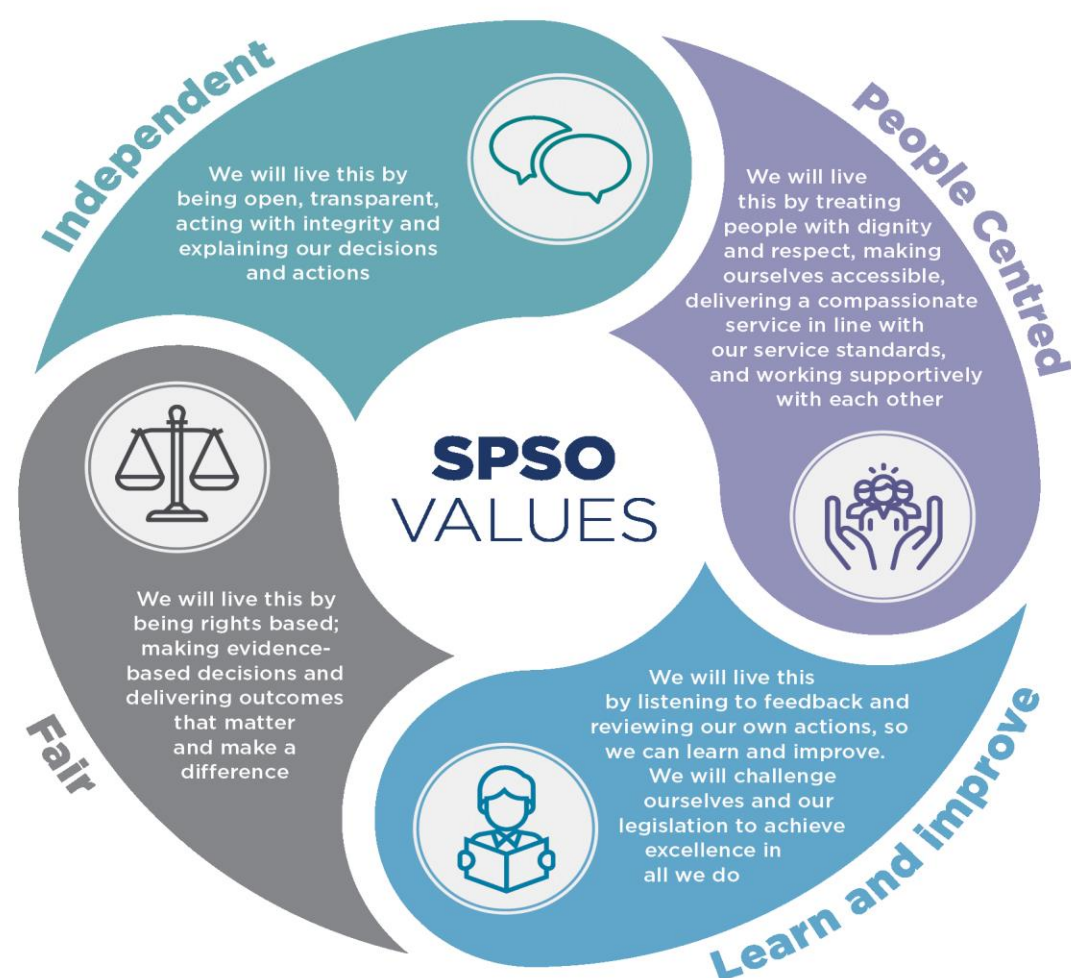 Independent
We will live this by
being open, transparent,
acting with integrity and
explaining our decisions
and actions
People Centred
We will live
this by treating
people with dignity
and respect, making
ourselves accessible,
delivering a compassionate
service in line with
our service standards,
and working supportively
with each other
SPSO
VALUES
Fair
We will live this by
being rights based;
making evidence-
based decisions and
delivering outcomes
that matter
and make a
difference
Learn and improve
We will live this
by listening to feedback and
reviewing our own actions, so
we can learn and improve.
We will challenge
ourselves and our
legislation to achieve
excellence in
all we do